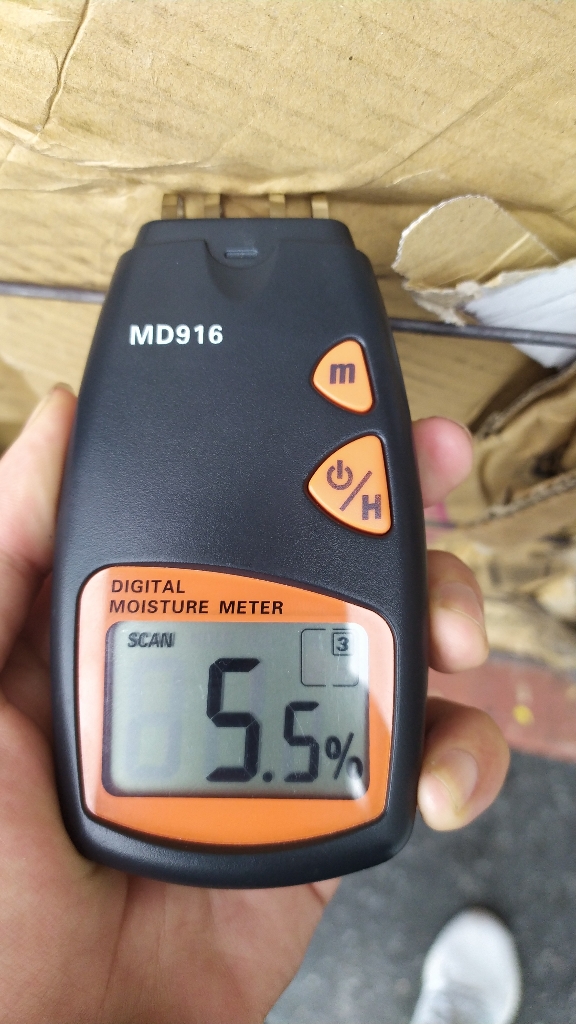 MD916
m
⏻/H
DIGITAL
MOISTURE METER
SCAN
3
5.5%